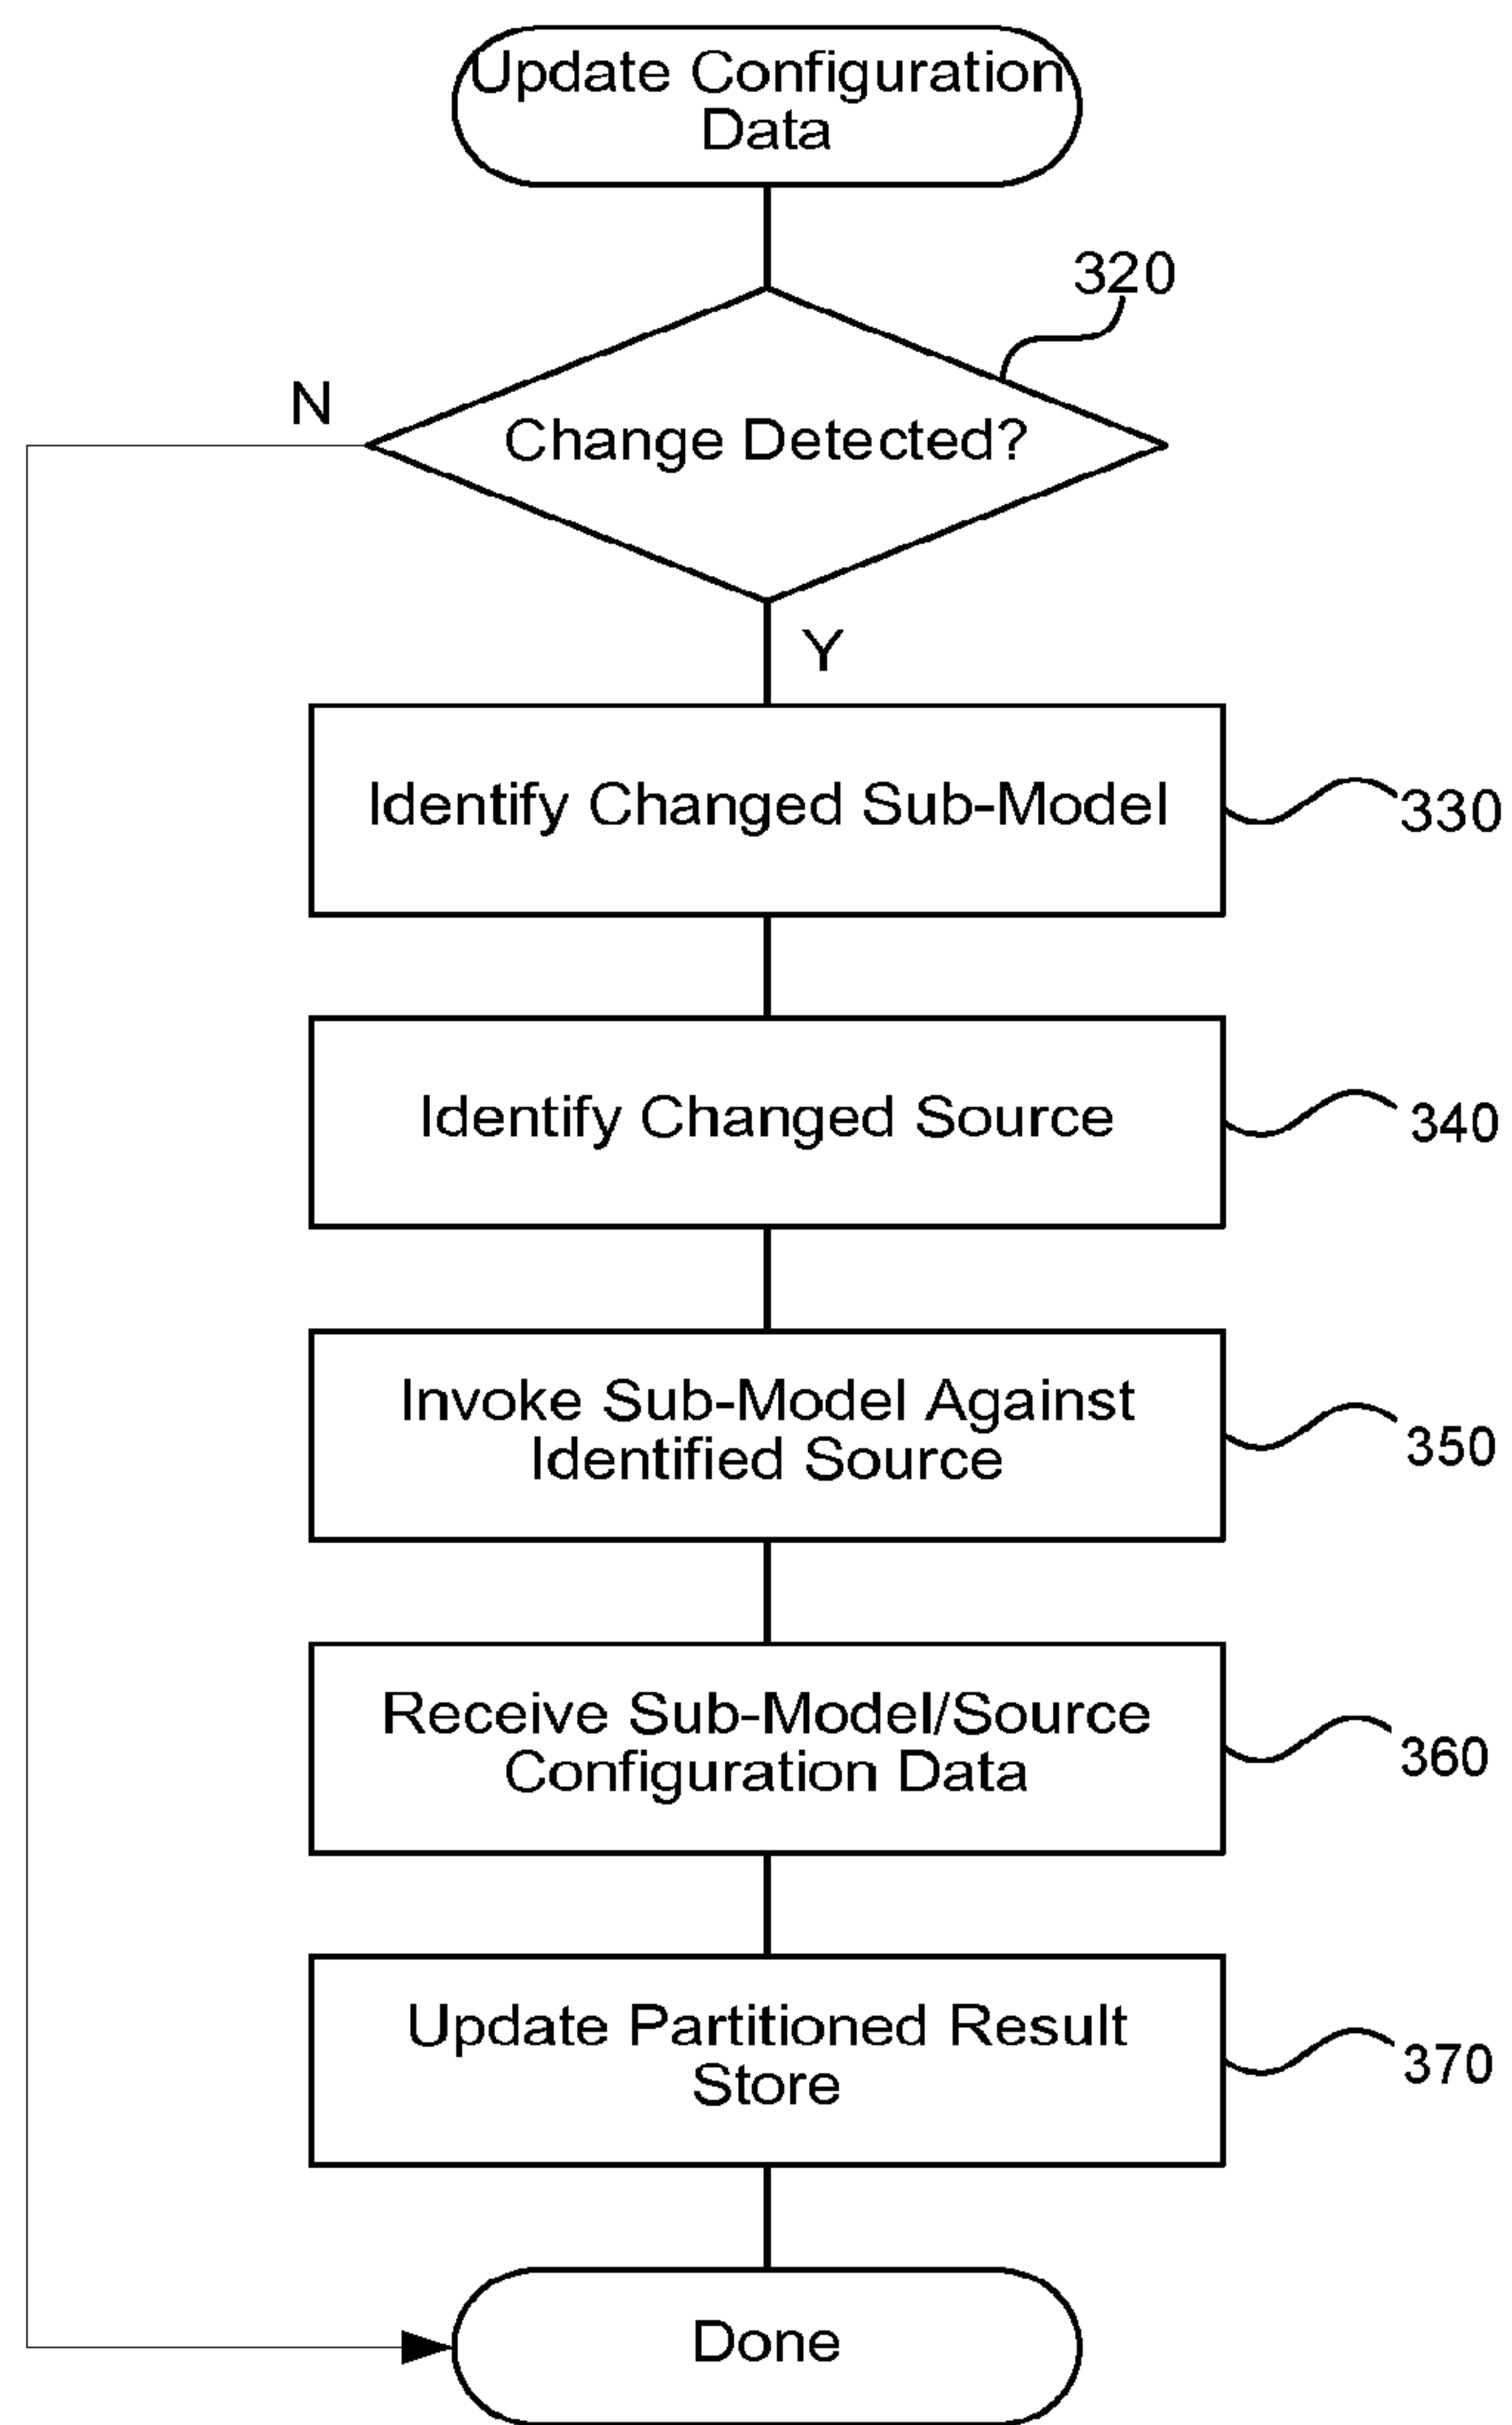 Update Configuration
Data
320
N
Change Detected?
Y
Identify Changed Sub-Model
330
Identify Changed Source
340
Invoke Sub-Model Against
Identified Source
350
Receive Sub-Model/Source
Configuration Data
360
Update Partitioned Result
Store
370
Done